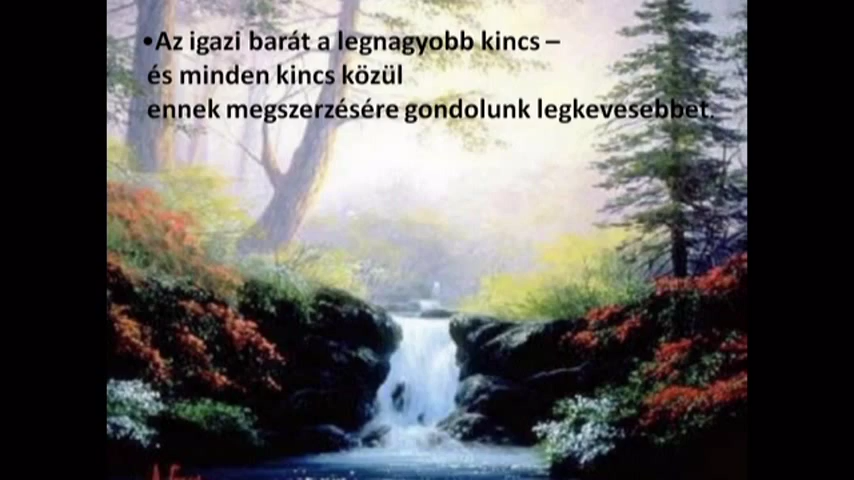 •Az igazi barát a legnagyobb kincs –
és minden kincs közül
ennek megszerzésére gondolunk legkevesebbet.